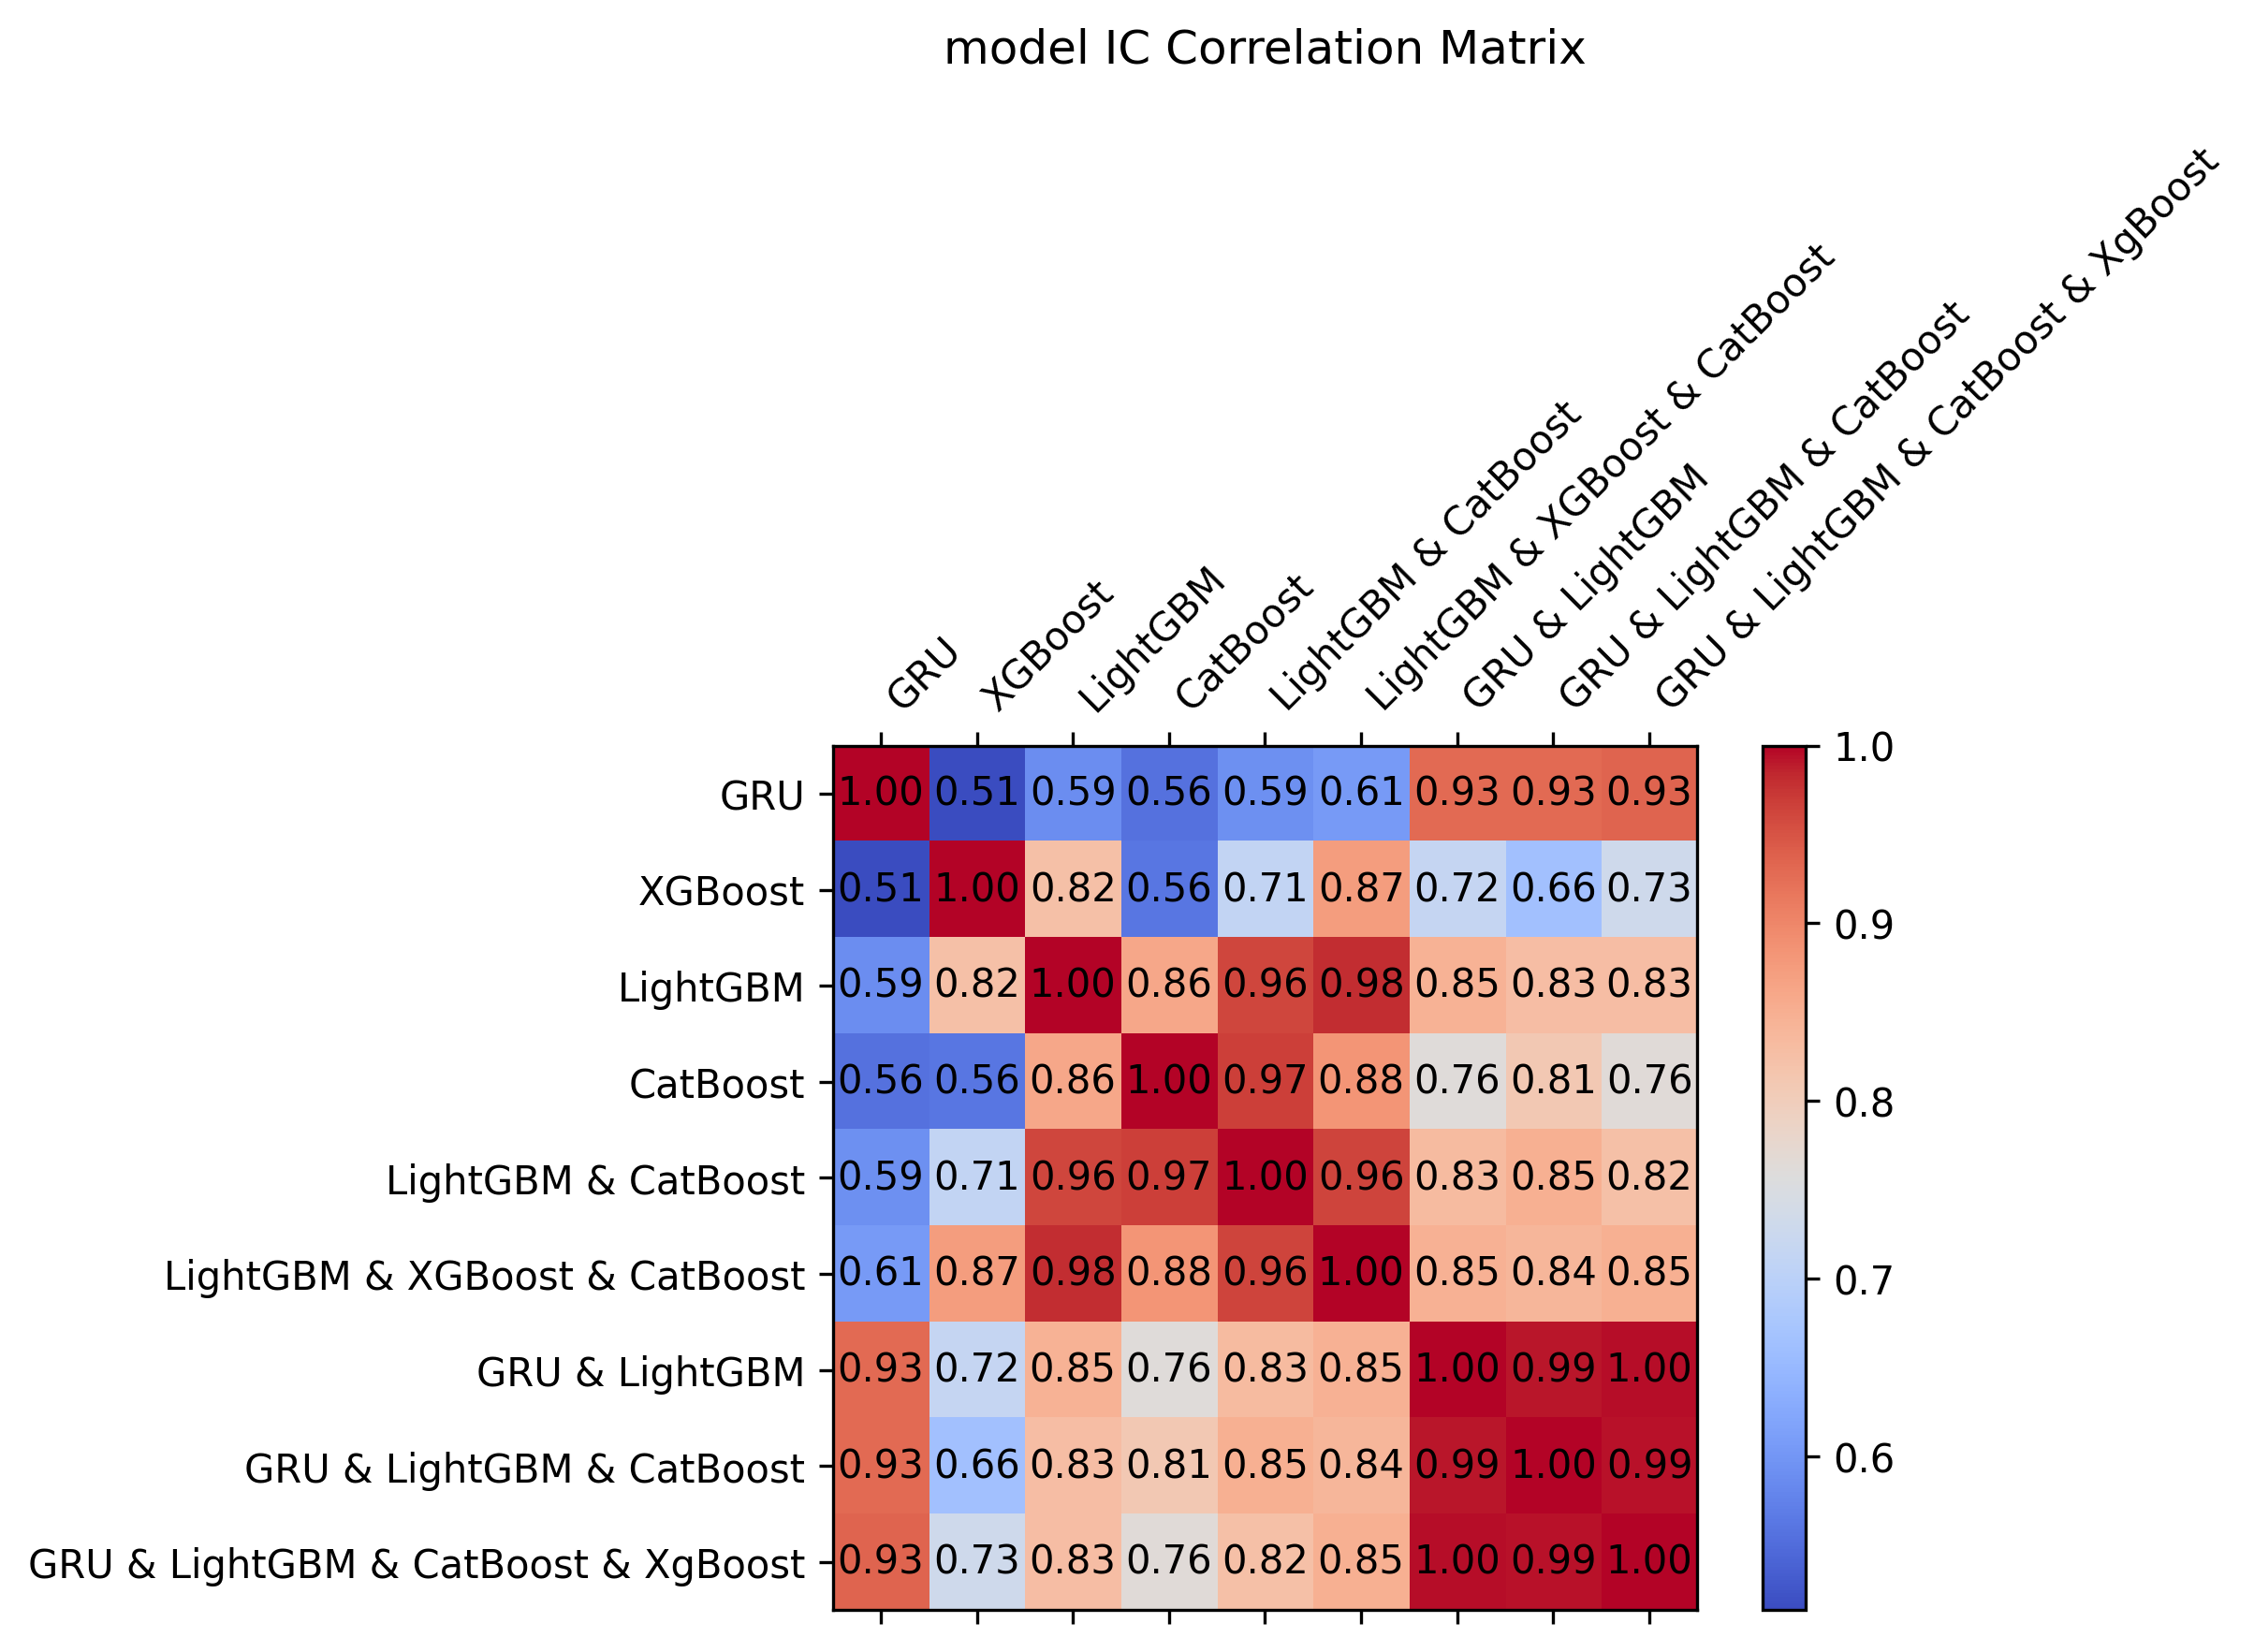 model IC Correlation Matrix
GRU
XGBoost
LightGBM
CatBoost
LightGBM & CatBoost
LightGBM & XGBoost & CatBoost
GRU & LightGBM
GRU & LightGBM & CatBoost
GRU & LightGBM & CatBoost & XgBoost
GRU 1.00 0.51 0.59 0.56 0.59 0.61 0.93 0.93 0.93
XGBoost 0.51 1.00 0.82 0.56 0.71 0.87 0.72 0.66 0.73
LightGBM 0.59 0.82 1.00 0.86 0.96 0.98 0.85 0.83 0.83
CatBoost 0.56 0.56 0.86 1.00 0.97 0.88 0.76 0.81 0.76
LightGBM & CatBoost 0.59 0.71 0.96 0.97 1.00 0.96 0.83 0.85 0.82
LightGBM & XGBoost & CatBoost 0.61 0.87 0.98 0.88 0.96 1.00 0.85 0.84 0.85
GRU & LightGBM 0.93 0.72 0.85 0.76 0.83 0.85 1.00 0.99 1.00
GRU & LightGBM & CatBoost 0.93 0.66 0.83 0.81 0.85 0.84 0.99 1.00 0.99
GRU & LightGBM & CatBoost & XgBoost 0.93 0.73 0.83 0.76 0.82 0.85 1.00 0.99 1.00
1.0
0.9
0.8
0.7
0.6